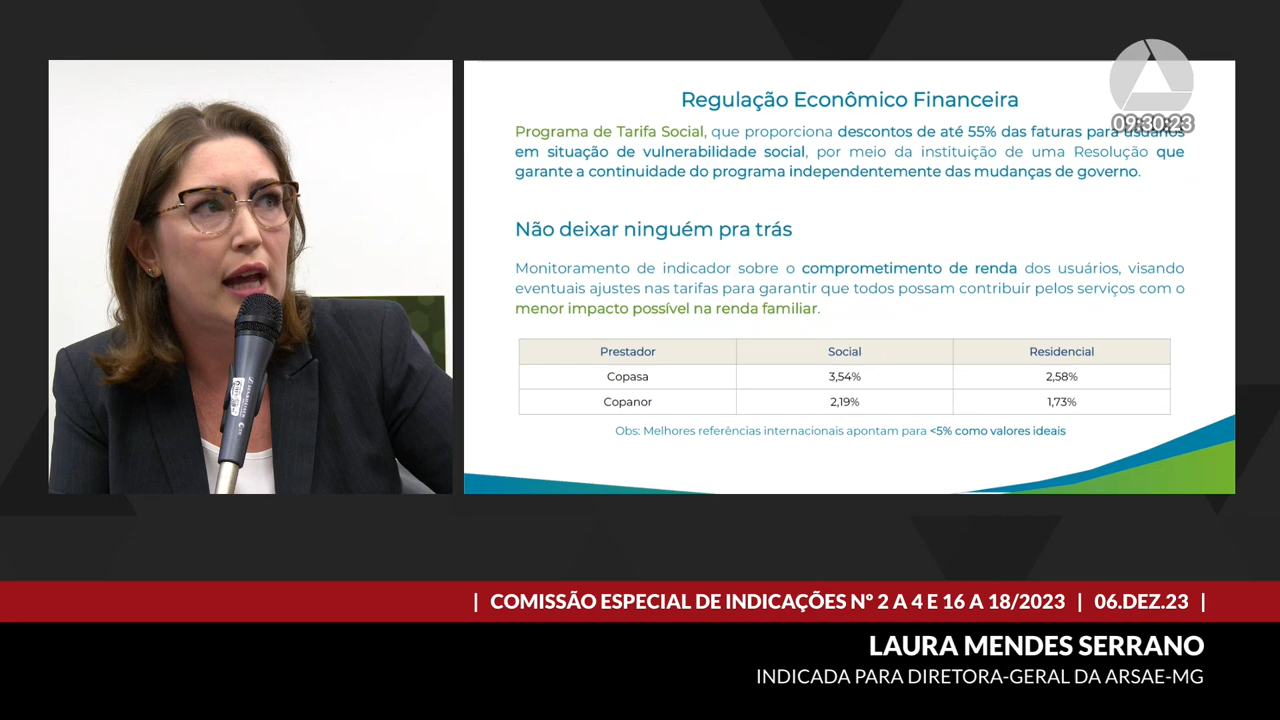 Regulação Econômico Financeira
09:30:23
Programa de Tarifa Social, que proporciona descontos de até 55% das faturas para usuários
em situação de vulnerabilidade social, por meio da instituição de uma Resolução que
garante a continuidade do programa independentemente das mudanças de governo.
Não deixar ninguém pra trás
Monitoramento de indicador sobre o comprometimento de renda dos usuários, visando
eventuais ajustes nas tarifas para garantir que todos possam contribuir pelos serviços com o
menor impacto possível na renda familiar.
Prestador Social Residencial
Copasa 3,54% 2,58%
Copanor 2,19% 1,73%
Obs: Melhores referências internacionais apontam para <5% como valores ideais
| COMISSÃO ESPECIAL DE INDICAÇÕES Nº 2 A 4 E 16 A 18/2023 | 06.DEZ.23 |
LAURA MENDES SERRANO
INDICADA PARA DIRETORA-GERAL DA ARSAE-MG